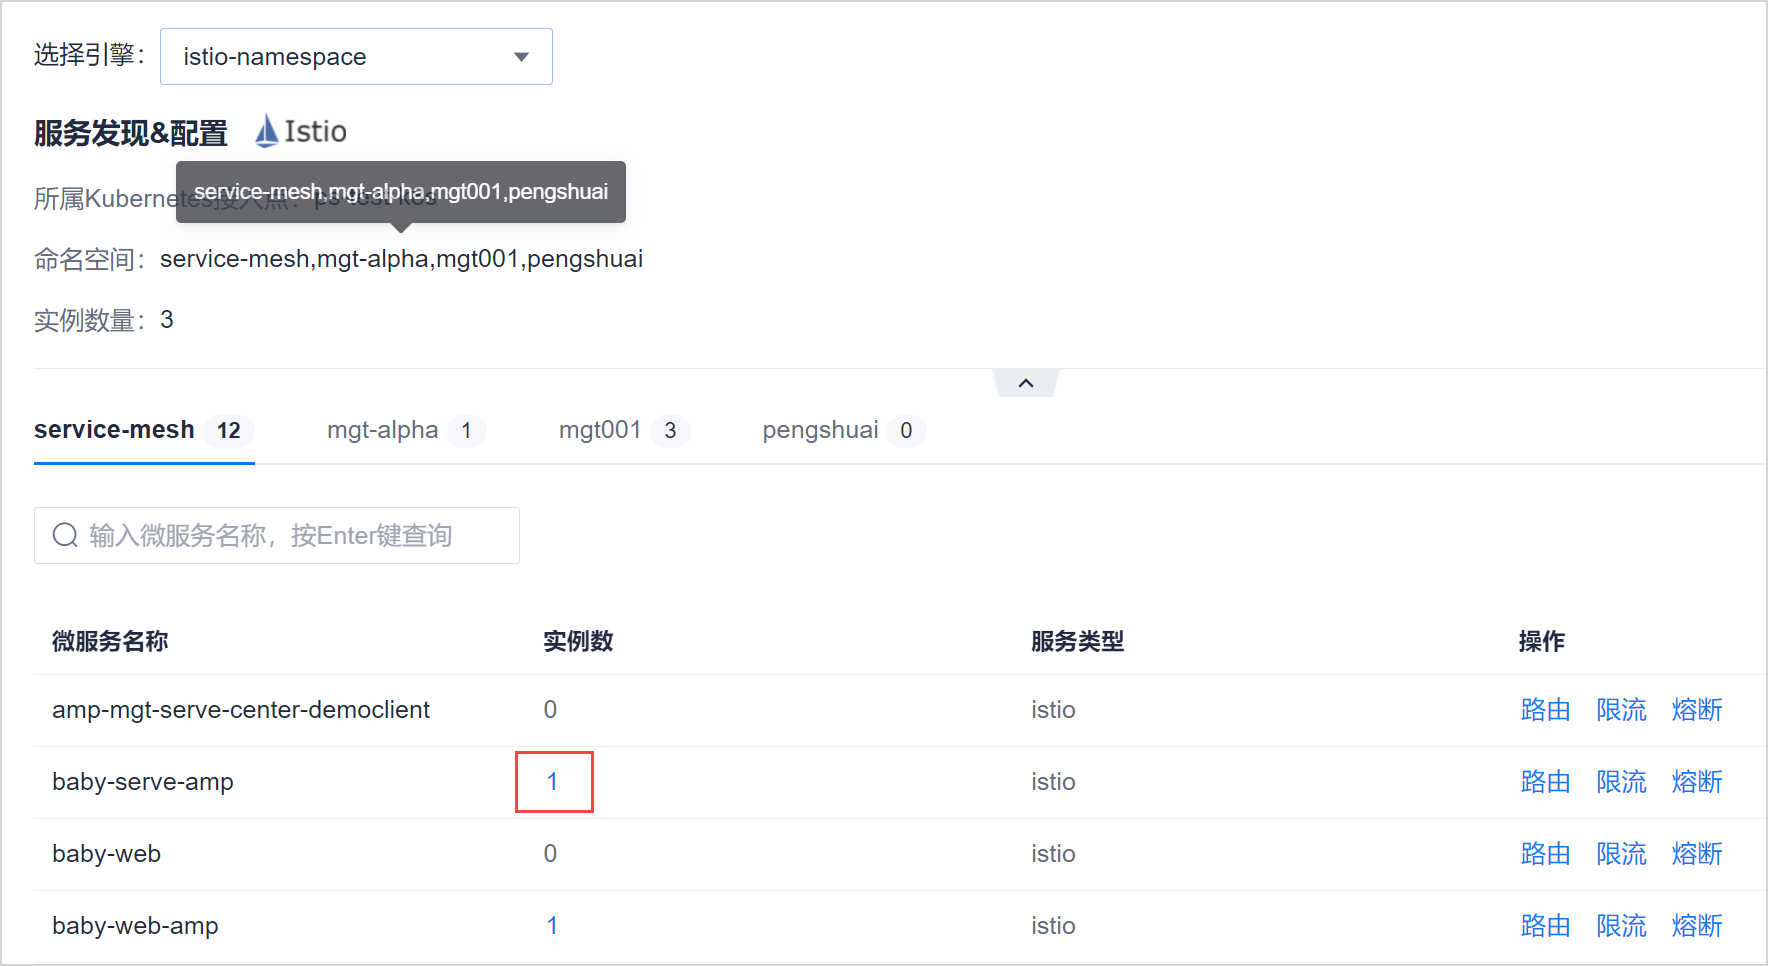 选择引擎： istio-namespace
服务发现&配置 Istio
service-mesh,mgt-alpha,mgt001,pengshuai
所属Kubernetes接入点：
命名空间： service-mesh,mgt-alpha,mgt001,pengshuai
实例数量： 3
service-mesh 12 mgt-alpha 1 mgt001 3 pengshuai 0
输入微服务名称，按Enter键查询
微服务名称 实例数 服务类型 操作
amp-mgt-serve-center-democlient 0 istio 路由 限流 熔断
baby-serve-amp 1 istio 路由 限流 熔断
baby-web 0 istio 路由 限流 熔断
baby-web-amp 1 istio 路由 限流 熔断